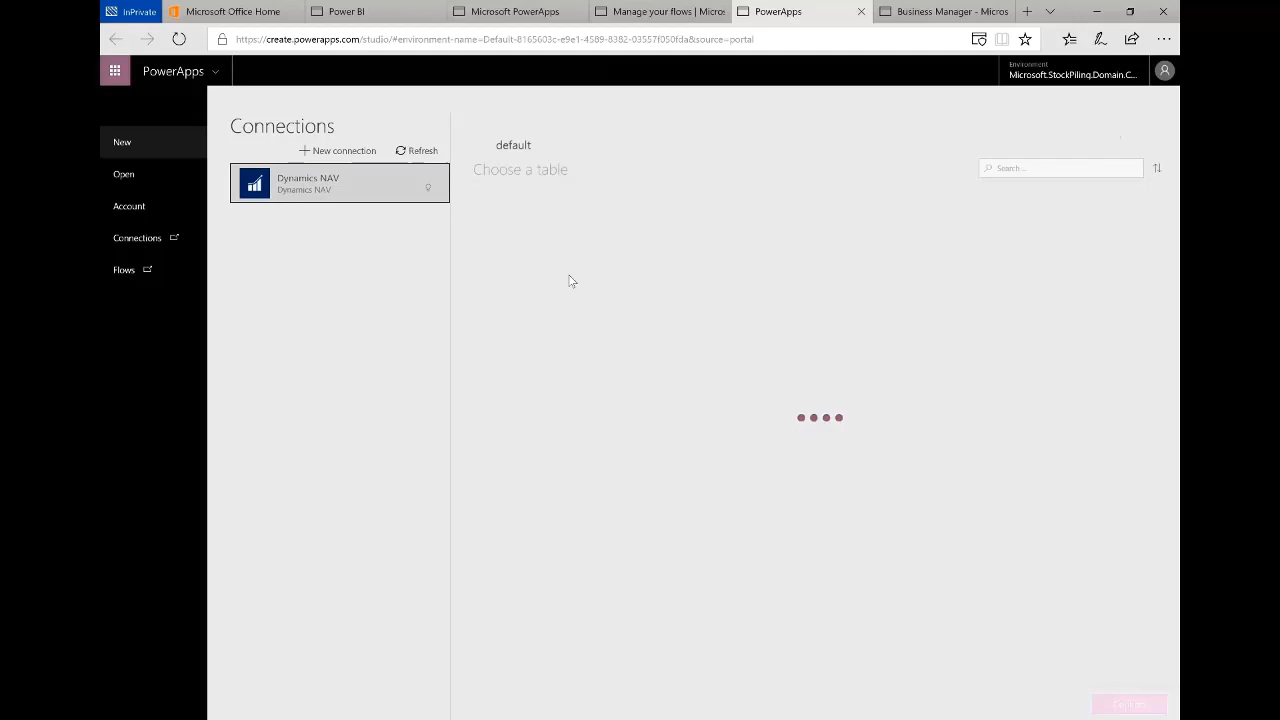 InPrivate
Microsoft Office Home
Power BI
Microsoft PowerApps
Manage your flows | Micros
PowerApps
Business Manager - Micros
https://create.powerapps.com/studio/#environment-name=Default-8165603c-e9e1-4589-8382-03557f050fda&source=portal
PowerApps
Environment
Microsoft.StockPiling.Domain.C...
New
Open
Account
Connections
Flows
Connections
New connection
Refresh
Dynamics NAV
Dynamics NAV
default
Choose a table
Search...